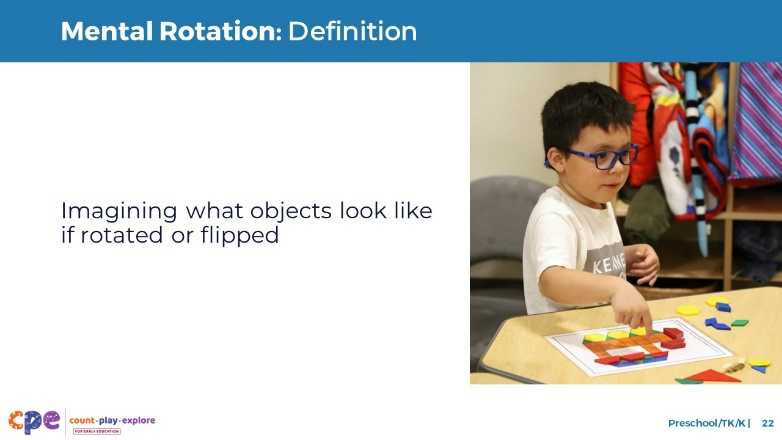 Mental Rotation: Definition
Imagining what objects look like
if rotated or flipped
cpe
count·play·explore
FOR EARLY EDUCATION
Preschool/TK/K | 22